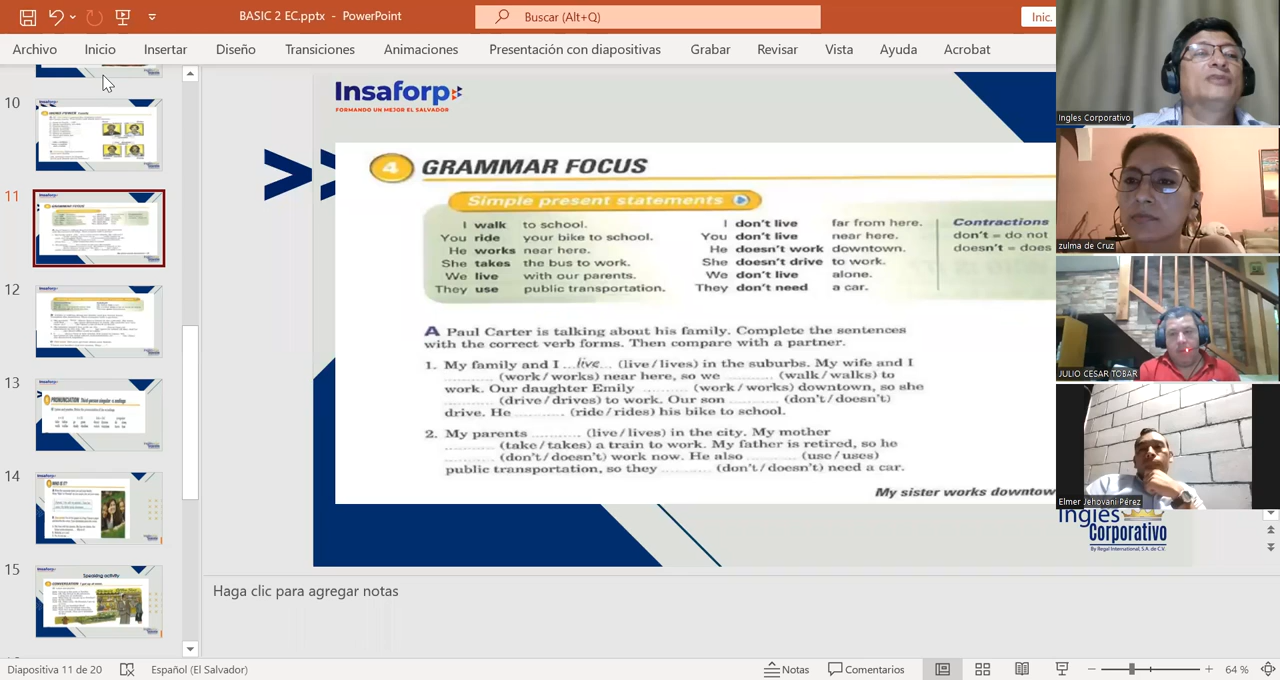 BASIC 2 EC.pptx - PowerPoint
Buscar (Alt+Q)
Inic.
Archivo Inicio Insertar Diseño Transiciones Animaciones Presentación con diapositivas Grabar Revisar Vista Ayuda Acrobat
10
11
12
13
14
15
Insaforp
FORMANDO UN MEJOR EL SALVADOR
4 GRAMMAR FOCUS
Simple present statements
I walk to school. I don't live far from here. Contractions
You ride your bike to school. You don't live near here. don't = do not
He works near here. He doesn't work downtown. doesn't = does
She takes the bus to work. She doesn't drive to work.
We live with our parents. We don't live alone.
They use public transportation. They don't need a car.
A Paul Carter is talking about his family. Complete the sentences
with the correct verb forms. Then compare with a partner.
1. My family and I ...live... (live / lives) in the suburbs. My wife and I
.......... (work / works) near here, so we .......... (walk / walks) to
work. Our daughter Emily .......... (work / works) downtown, so she
.......... (drive / drives) to work. Our son .......... (don't / doesn't)
drive. He .......... (ride / rides) his bike to school.
2. My parents .......... (live / lives) in the city. My mother
.......... (take / takes) a train to work. My father is retired, so he
.......... (don't / doesn't) work now. He also .......... (use / uses)
public transportation, so they .......... (don't / doesn't) need a car.
My sister works downtow
Ingles
Corporativo
By Regal International, S.A. de C.V.
Ingles Corporativo
zulma de Cruz
JULIO CESAR TOBAR
Elmer Jehovani Pérez
Haga clic para agregar notas
Diapositiva 11 de 20 Español (El Salvador) Notas Comentarios 64 %